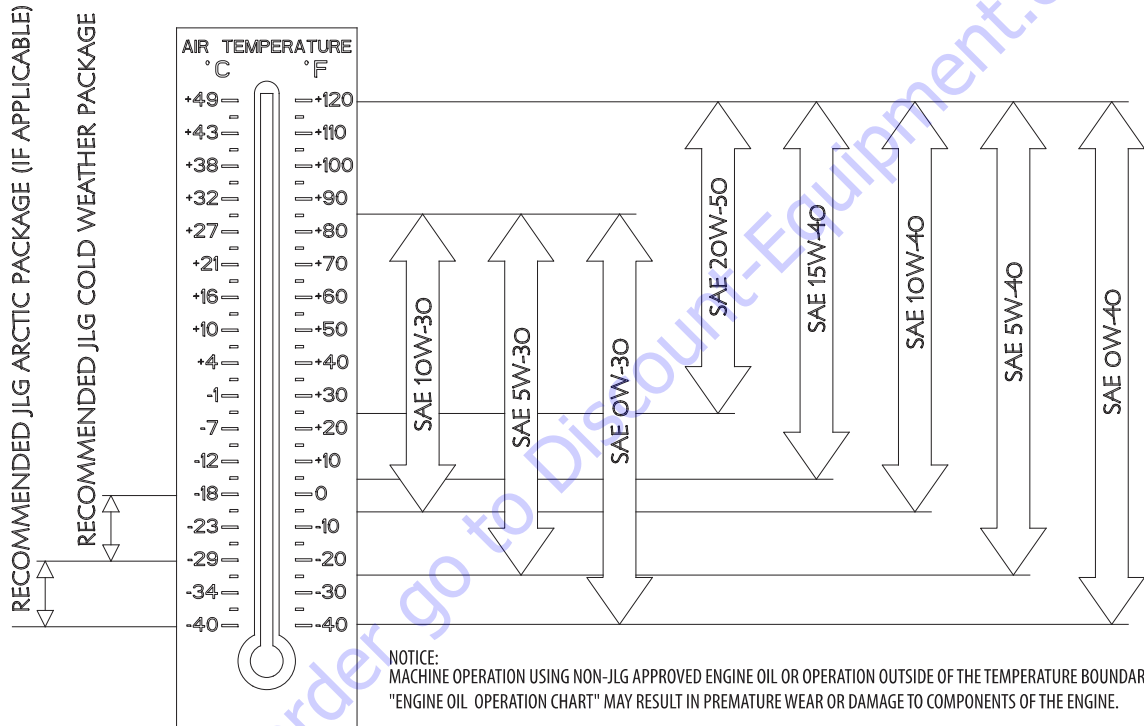 RECOMMENDED JLG ARCTIC PACKAGE (IF APPLICABLE)
RECOMMENDED JLG COLD WEATHER PACKAGE
AIR TEMPERATURE
°C °F
+49 +120
+43 +110
+38 +100
+32 +90
+27 +80
+21 +70
+16 +60
+10 +50
+4 +40
-1 +30
-7 +20
-12 +10
-18 0
-23 -10
-29 -20
-34 -30
-40 -40
SAE 10W-30
SAE 5W-30
SAE 0W-30
SAE 20W-50
SAE 15W-40
SAE 10W-40
SAE 5W-40
SAE 0W-40
NOTICE:
MACHINE OPERATION USING NON-JLG APPROVED ENGINE OIL OR OPERATION OUTSIDE OF THE TEMPERATURE
"ENGINE OIL OPERATION CHART" MAY RESULT IN PREMATURE WEAR OR DAMAGE TO COMPONENTS OF THE ENGINE.
order go to Discount-Equipment.